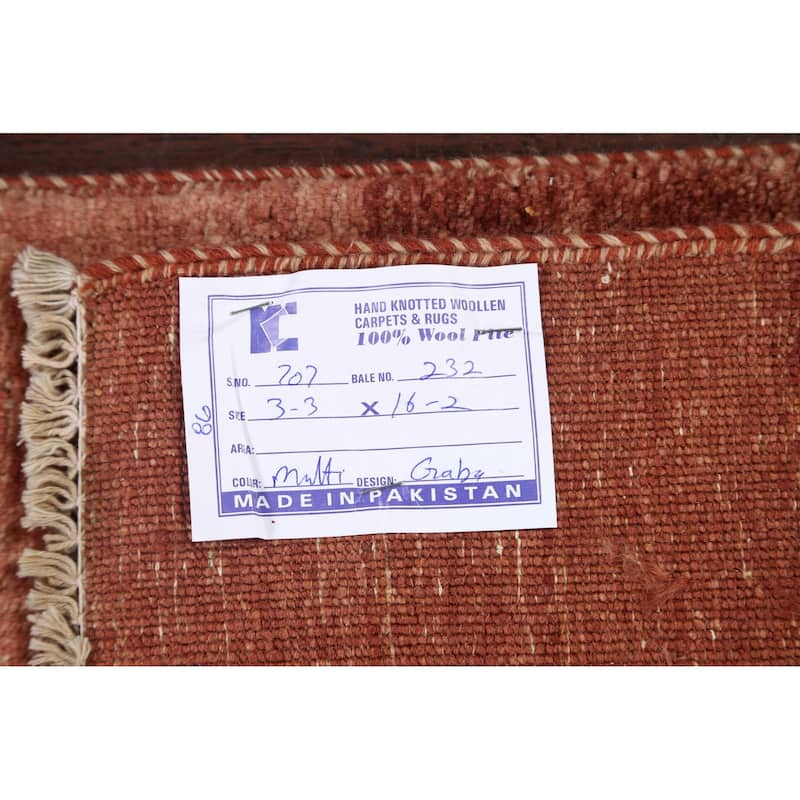 HAND KNOTTED WOOLLEN
CARPETS & RUGS
100% Wool Pile
S.NO. 707 BALE NO. 232
SIZE 3-3 X 16-2
AREA:
COLOR: Multi DESIGN: Gaby
MADE IN PAKISTAN
86